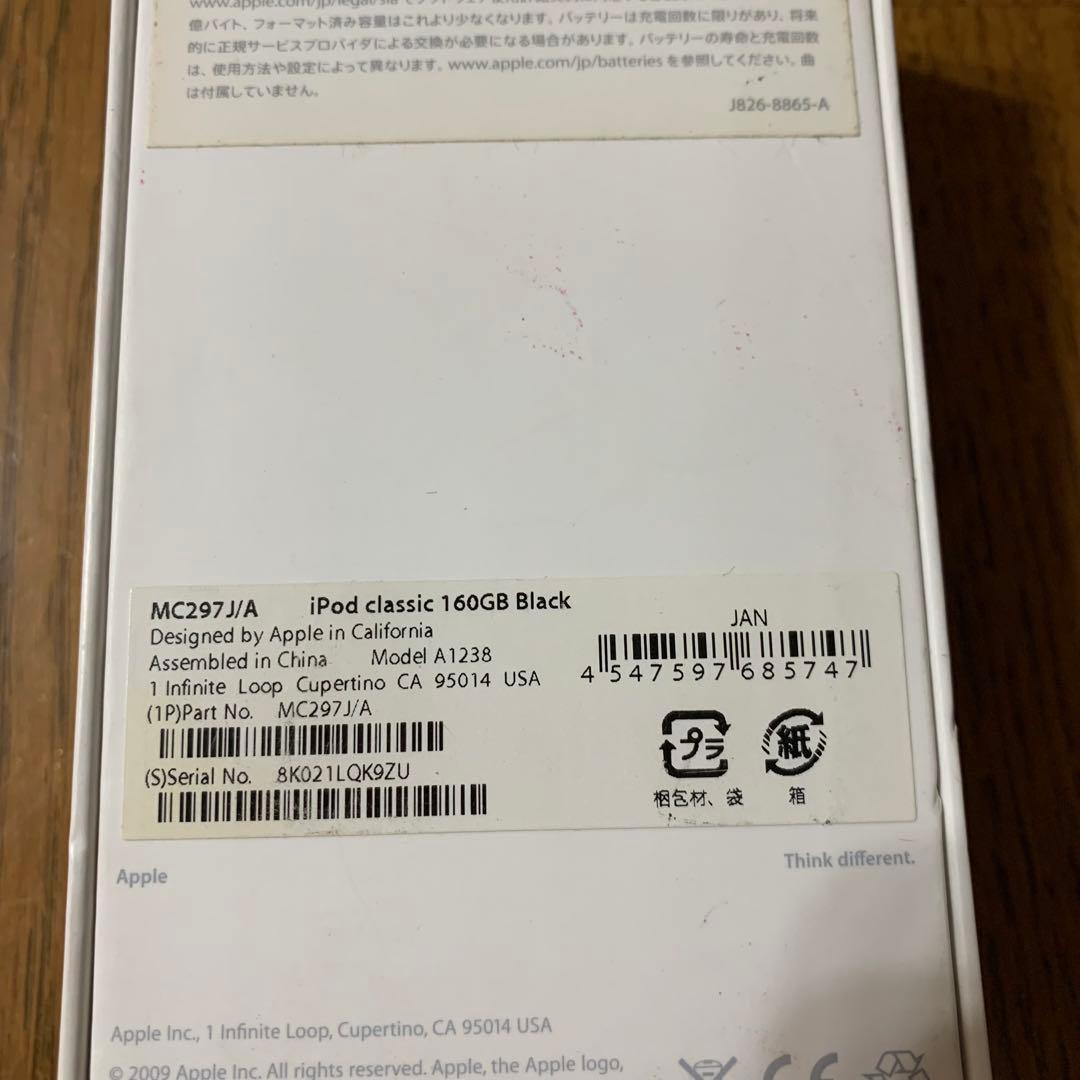 www.apple.com/jp/legal/sla
億バイト、フォーマット済み容量はこれより少なくなります。バッテリーは充電回数に限りがあり、将来
的に正規サービスプロバイダによる交換が必要になる場合があります。バッテリーの寿命と充電回数
は、使用方法や設定によって異なります。www.apple.com/jp/batteries を参照してください。曲
は付属していません。
J826-8865-A
MC297J/A iPod classic 160GB Black
Designed by Apple in California
Assembled in China Model A1238
1 Infinite Loop Cupertino CA 95014 USA
(1P)Part No. MC297J/A
(S)Serial No. 8K021LQK9ZU
JAN
4547597685747
プラ
紙
梱包材、袋
箱
Apple
Think different.
Apple Inc., 1 Infinite Loop, Cupertino, CA 95014 USA
© 2009 Apple Inc. All rights reserved. Apple, the Apple logo,
CE